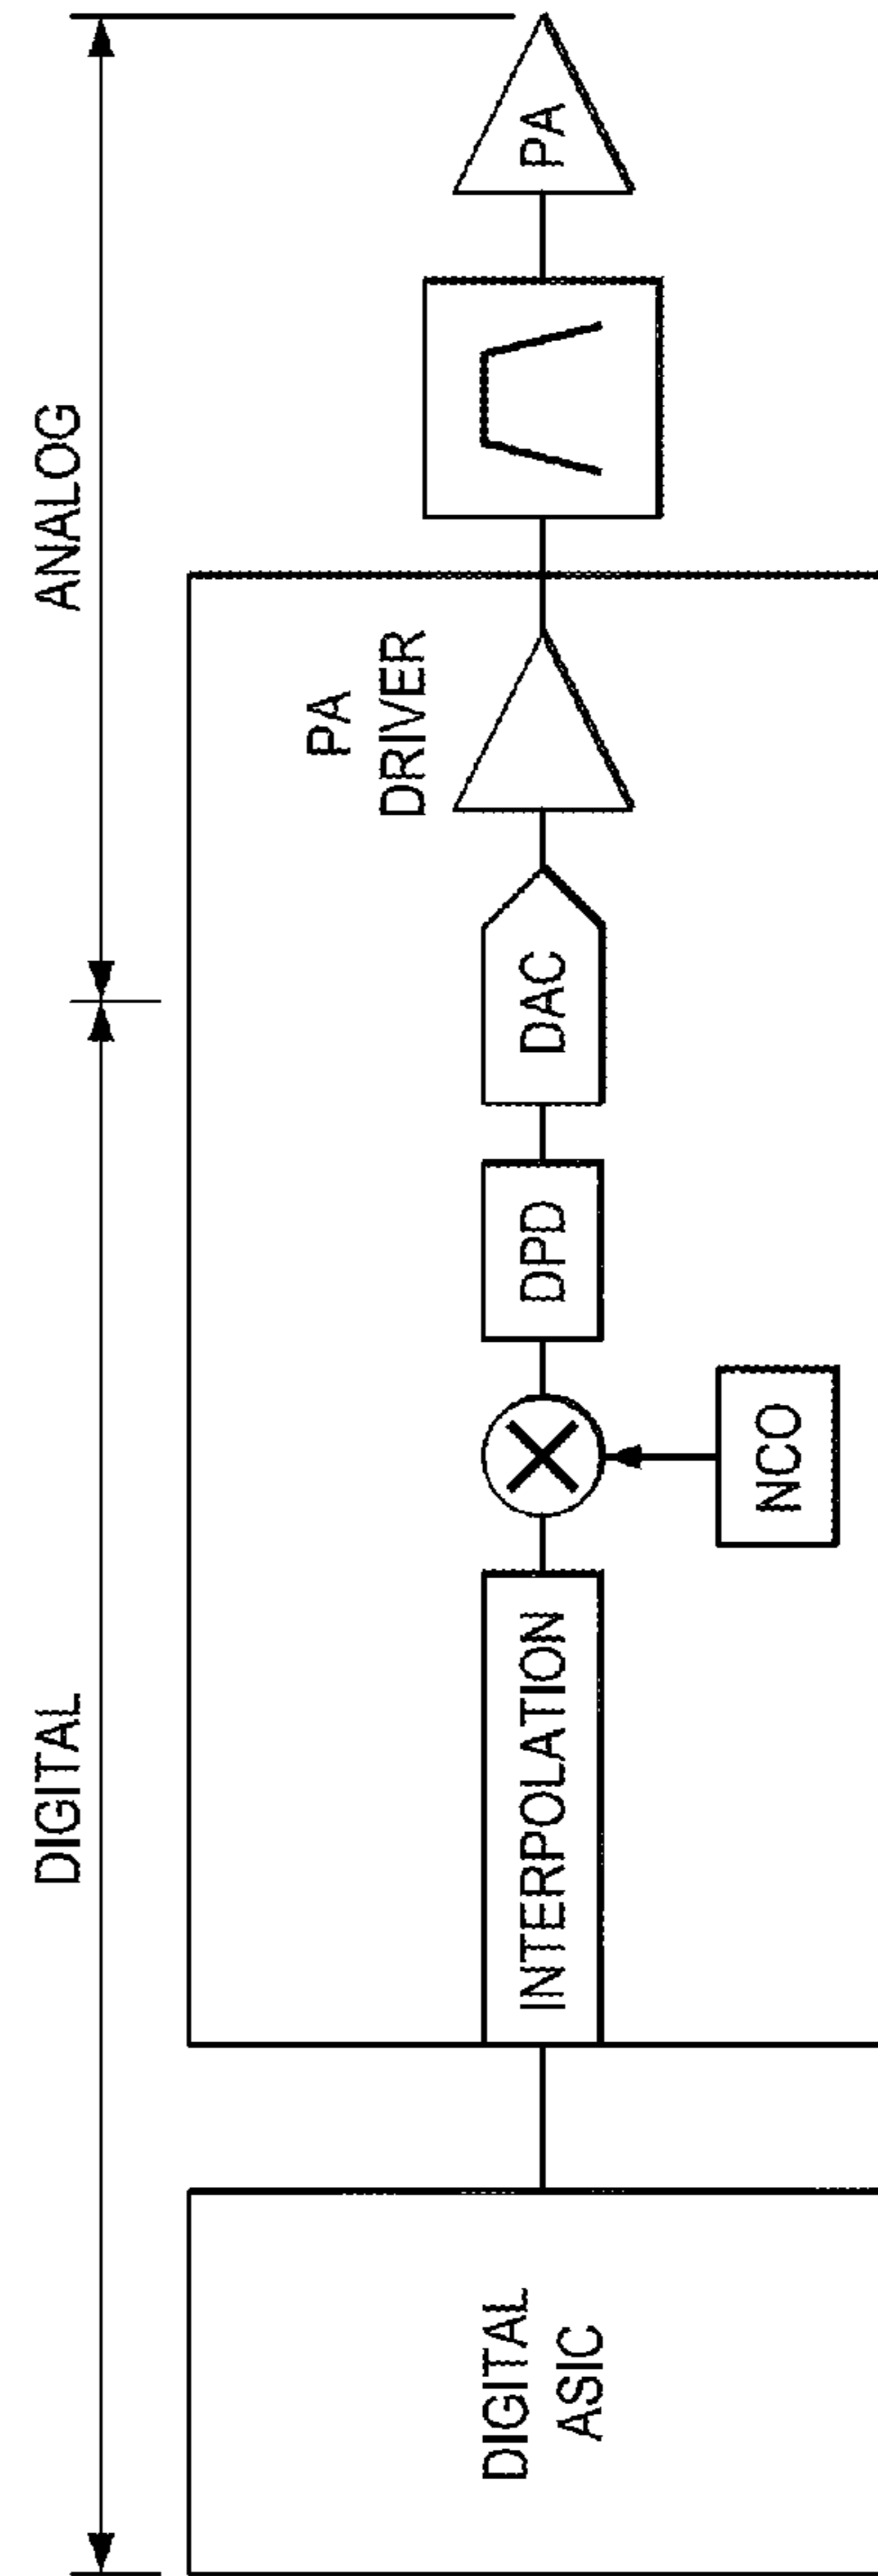 DIGITAL
ANALOG
DIGITAL
ASIC
INTERPOLATION
NCO
DPD
DAC
PA
DRIVER
PA